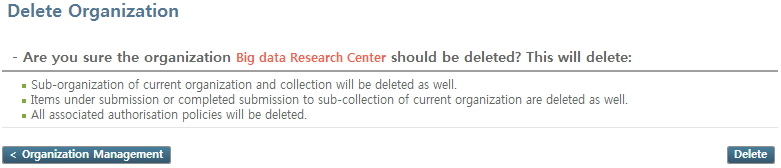 Delete Organization
- Are you sure the organization Big data Research Center should be deleted? This will delete:
Sub-organization of current organization and collection will be deleted as well.
Items under submission or completed submission to sub-collection of current organization are deleted as well.
All associated authorisation policies will be deleted.
< Organization Management
Delete